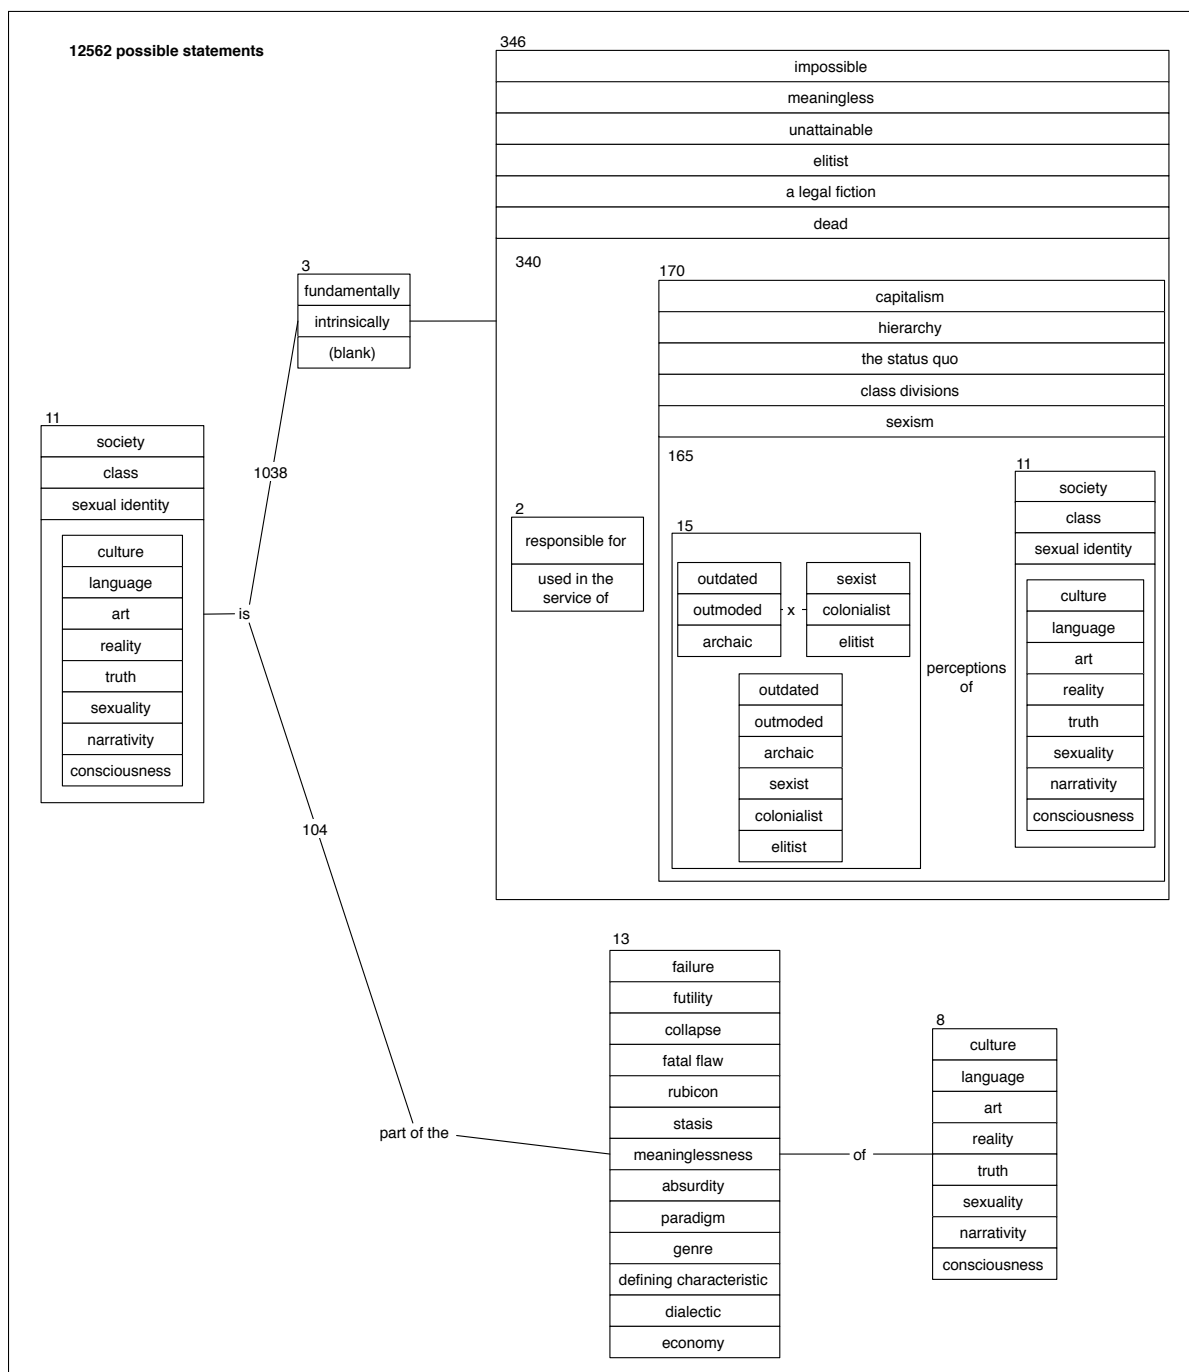 12562 possible statements
346
impossible
meaningless
unattainable
elitist
a legal fiction
dead
3
fundamentally
intrinsically
(blank)
340
170
capitalism
hierarchy
the status quo
class divisions
sexism
11
society
class
sexual identity
culture
language
art
reality
truth
sexuality
narrativity
consciousness
is
1038
104
2
responsible for
used in the
service of
165
15
outdated
outmoded
archaic
x
sexist
colonialist
elitist
outdated
outmoded
archaic
sexist
colonialist
elitist
perceptions
of
11
society
class
sexual identity
culture
language
art
reality
truth
sexuality
narrativity
consciousness
part of the
13
failure
futility
collapse
fatal flaw
rubicon
stasis
meaninglessness
absurdity
paradigm
genre
defining characteristic
dialectic
economy
of
8
culture
language
art
reality
truth
sexuality
narrativity
consciousness